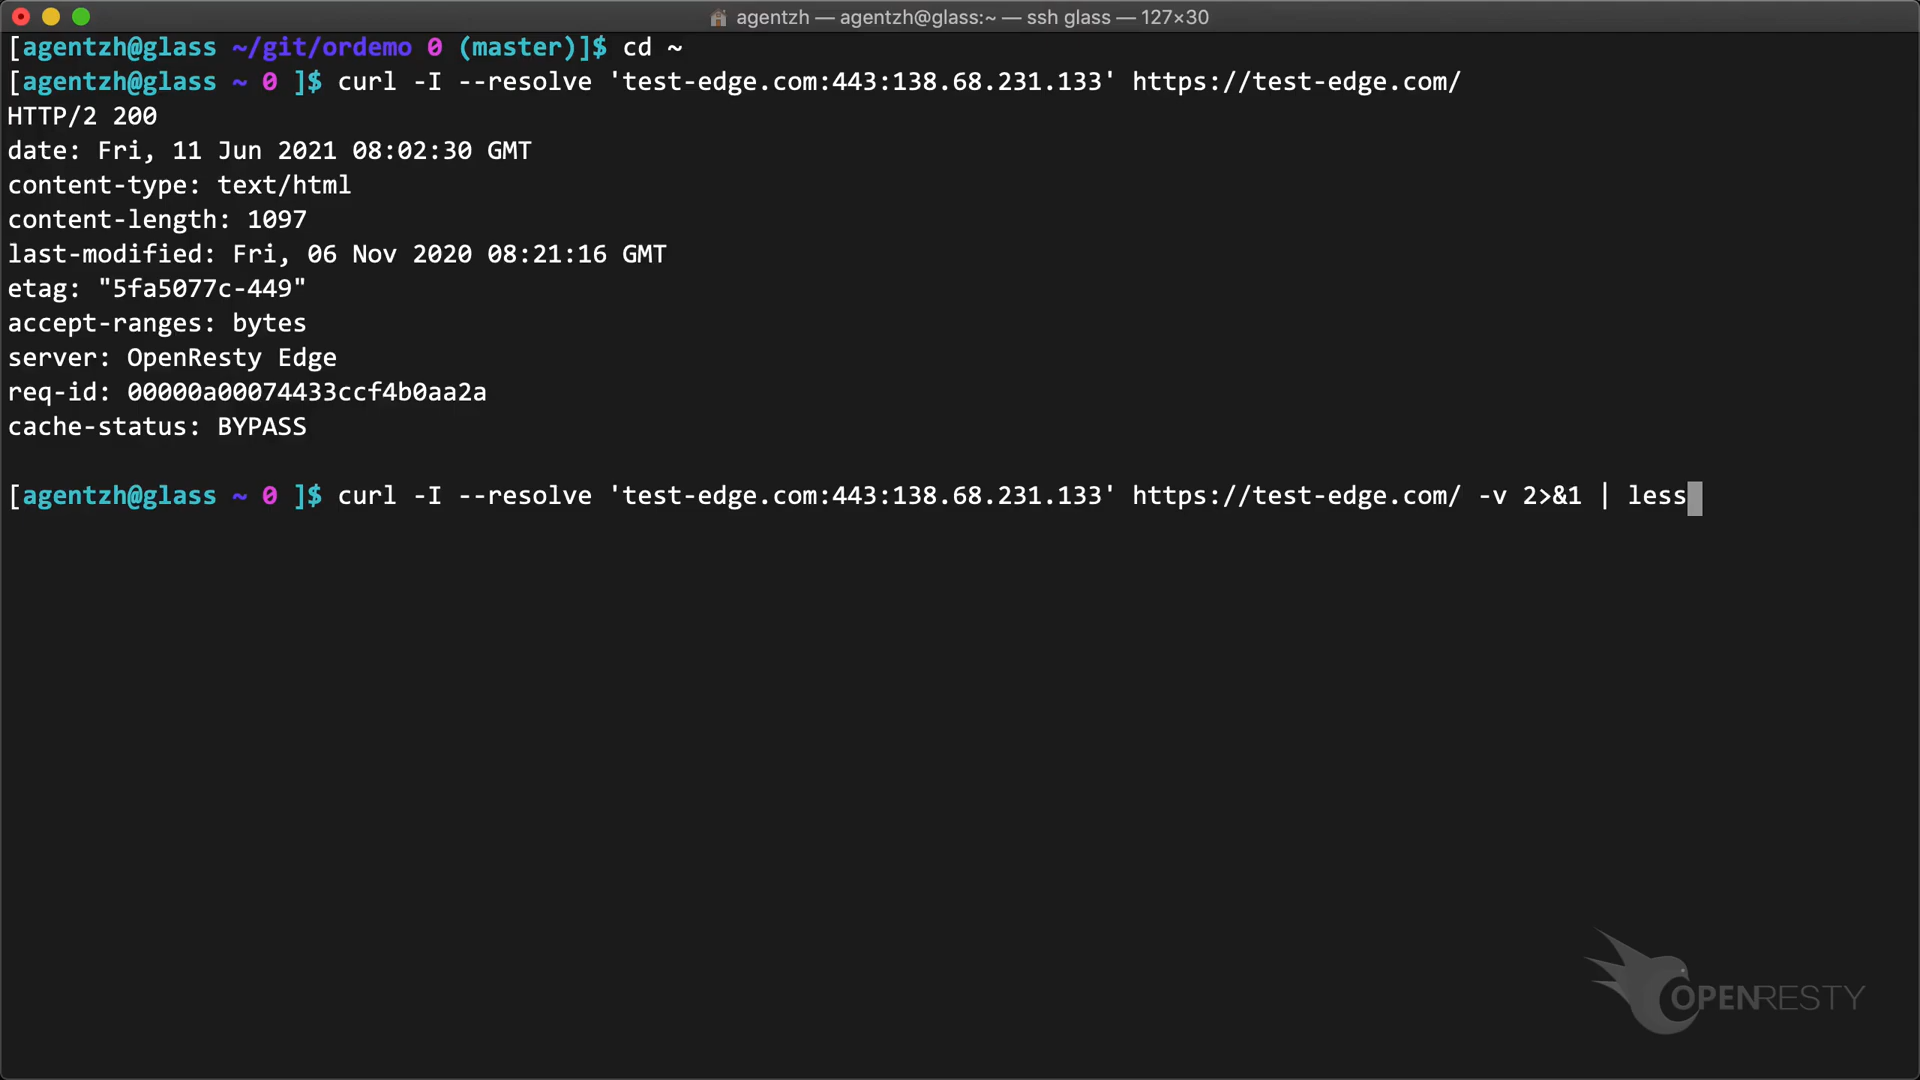 agentzh — agentzh@glass:~ — ssh glass — 127×30
[agentzh@glass ~/git/ordemo 0 (master)]$ cd ~
[agentzh@glass ~ 0 ]$ curl -I --resolve 'test-edge.com:443:138.68.231.133' https://test-edge.com/
HTTP/2 200
date: Fri, 11 Jun 2021 08:02:30 GMT
content-type: text/html
content-length: 1097
last-modified: Fri, 06 Nov 2020 08:21:16 GMT
etag: "5fa5077c-449"
accept-ranges: bytes
server: OpenResty Edge
req-id: 00000a00074433ccf4b0aa2a
cache-status: BYPASS
[agentzh@glass ~ 0 ]$ curl -I --resolve 'test-edge.com:443:138.68.231.133' https://test-edge.com/ -v 2>&1 | less
OPENRESTY